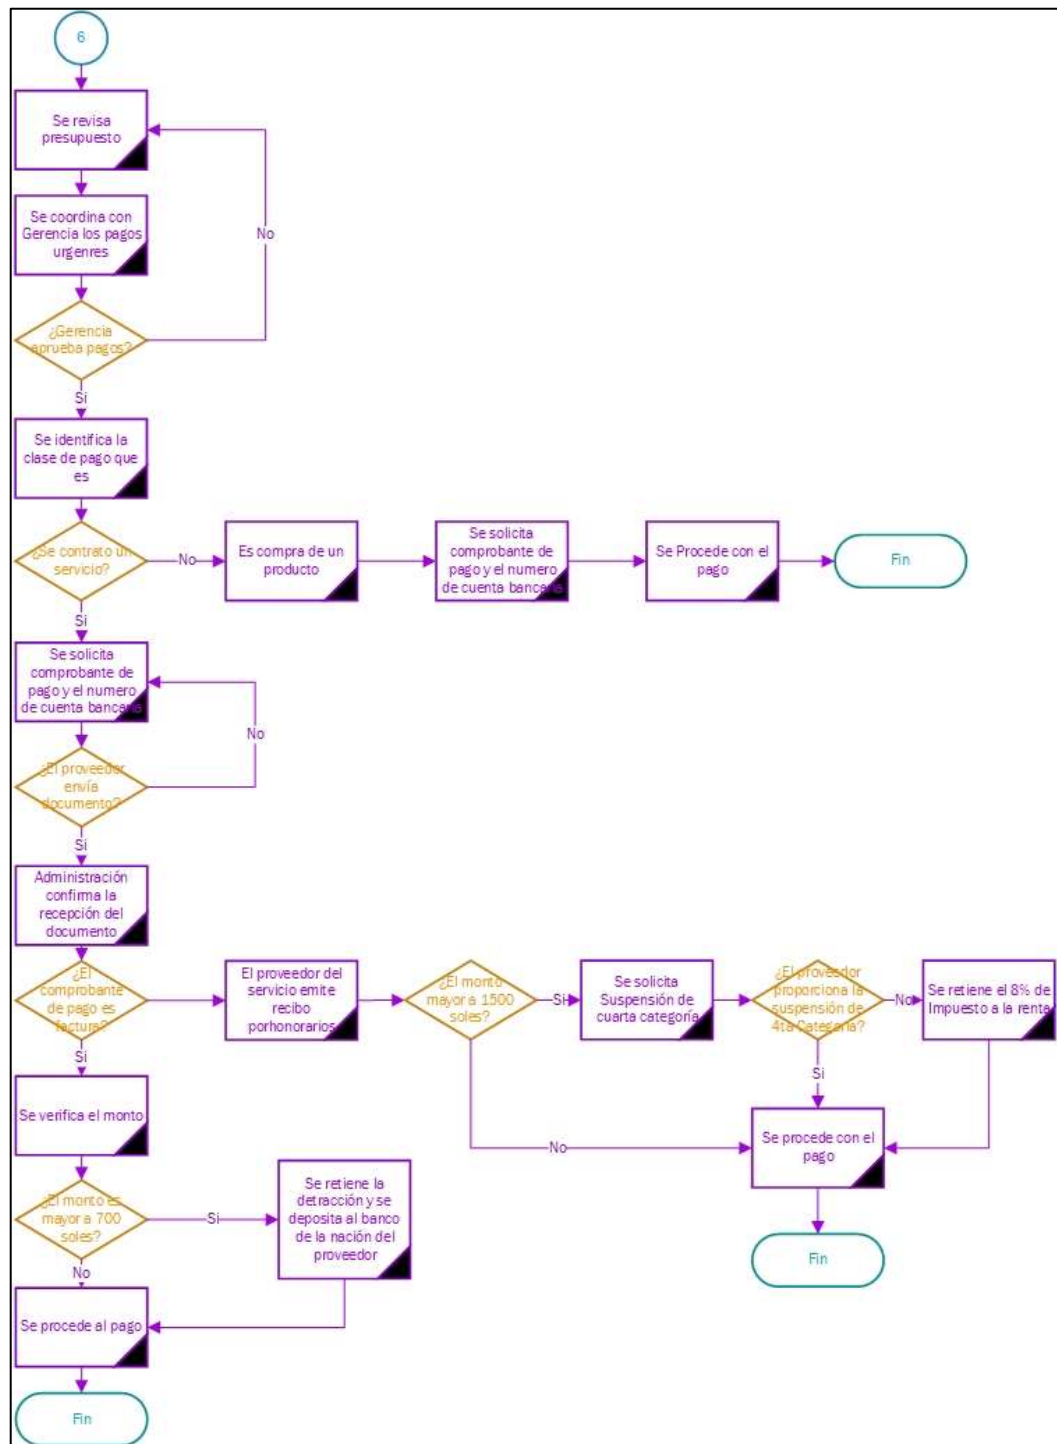 6
Se revisa
presupuesto
Se coordina con
Gerencia los pagos
urgenres
No
¿Gerencia
aprueba pagos?
Si
Se identifica la
clase de pago que
es
¿Se contrato un
servicio?
No
Es compra de un
producto
Se solicita
comprobante de
pago y el numero
de cuenta bancaria
Se Procede con el
pago
Fin
Si
Se solicita
comprobante de
pago y el numero
de cuenta bancaria
No
¿El proveedor
envía
documento?
Si
Administración
confirma la
recepción del
documento
¿El
comprobante
de pago es
factura?
El proveedor del
servicio emite
recibo
porhonorarios
¿El monto
mayor a 1500
soles?
Si
Se solicita
Suspensión de
cuarta categoría
¿El proveedor
proporciona la
suspensión de
4ta Categoría?
No
Se retiene el 8% de
Impuesto a la renta
Si
Si
Se verifica el monto
No
Se procede con el
pago
¿El monto es
mayor a 700
soles?
Si
Se retiene la
detracción y se
deposita al banco
de la nación del
proveedor
Fin
No
Se procede al pago
Fin